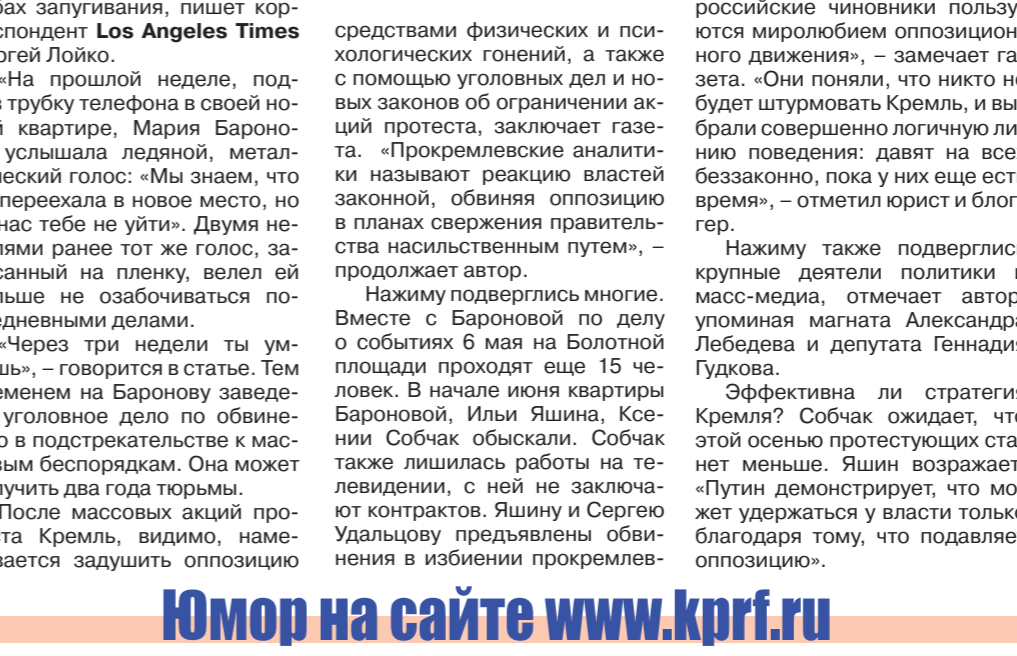 бах запугивания, пишет кор-
спондент Los Angeles Times
ргей Лойко.
«На прошлой неделе, под-
в трубку телефона в своей но-
й квартире, Мария Бароно-
услышала ледяной, метал-
ческий голос: «Мы знаем, что
переехала в новое место, но
нас тебе не уйти». Двумя не-
лями ранее тот же голос, за-
санный на пленку, велел ей
льше не озабочиваться по-
едневными делами.
«Через три недели ты ум-
шь», – говорится в статье. Тем
еменем на Баронову заведе-
уголовное дело по обвине-
ю в подстрекательстве к мас-
вым беспорядкам. Она может
лучить два года тюрьмы.
После массовых акций про-
ста Кремль, видимо, наме-
вается задушить оппозицию
средствами физических и пси-
хологических гонений, а также
с помощью уголовных дел и но-
вых законов об ограничении ак-
ций протеста, заключает газе-
та. «Прокремлевские аналити-
ки называют реакцию властей
законной, обвиняя оппозицию
в планах свержения правитель-
ства насильственным путем», –
продолжает автор.
Нажиму подверглись многие.
Вместе с Бароновой по делу
о событиях 6 мая на Болотной
площади проходят еще 15 че-
ловек. В начале июня квартиры
Бароновой, Ильи Яшина, Ксе-
нии Собчак обыскали. Собчак
также лишилась работы на те-
левидении, с ней не заключа-
ют контрактов. Яшину и Сергею
Удальцову предъявлены обви-
нения в избиении прокремлев-
российские чиновники пользу
ются миролюбием оппозицион
ного движения», – замечает га
зета. «Они поняли, что никто не
будет штурмовать Кремль, и вы
брали совершенно логичную ли
нию поведения: давят на всех
беззаконно, пока у них еще есть
время», – отметил юрист и блог
гер.
Нажиму также подверглись
крупные деятели политики
масс-медиа, отмечает автор
упоминая магната Александра
Лебедева и депутата Геннадия
Гудкова.
Эффективна ли стратегия
Кремля? Собчак ожидает, что
этой осенью протестующих ста
нет меньше. Яшин возражает
«Путин демонстрирует, что мо
жет удержаться у власти только
благодаря тому, что подавляе
оппозицию».
Юмор на сайте www.kprf.ru